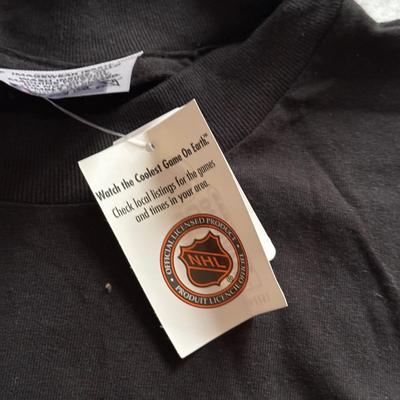 IMAGEWEAR
Watch the Coolest Game On Earth.™
Check local listings for the games
and times in your area.
OFFICIAL LICENSED PRODUCT
NHL
®
PRODUIT LICENCIÉ OFFICIEL